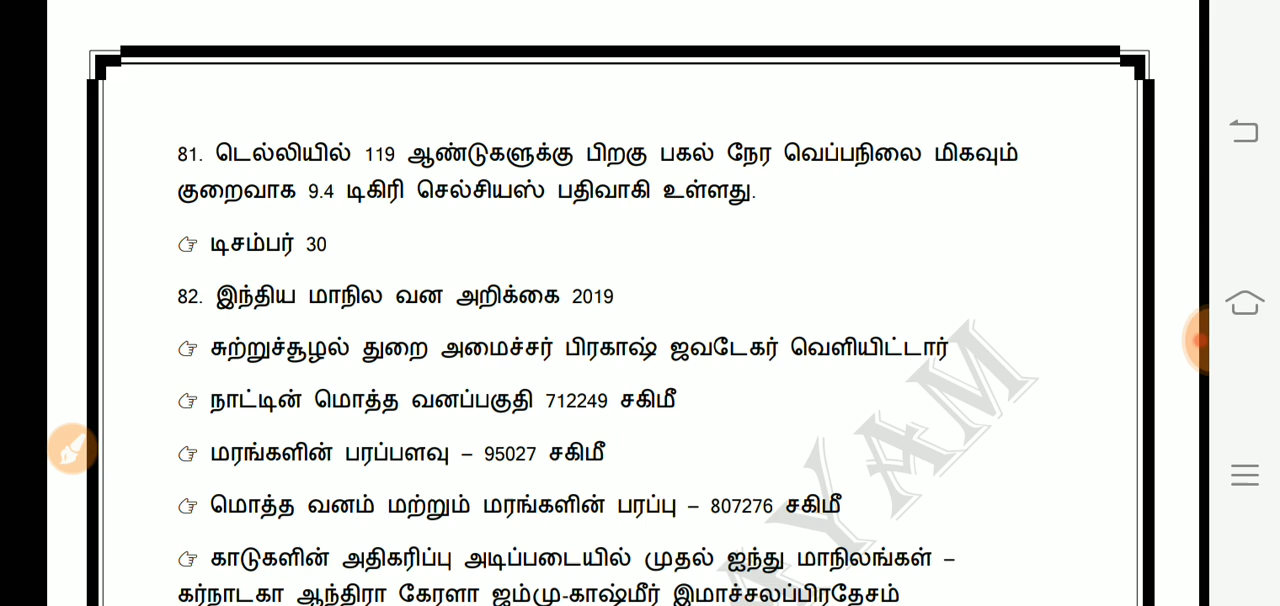 81. டெல்லியில் 119 ஆண்டுகளுக்கு பிறகு பகல் நேர வெப்பநிலை மிகவும்
குறைவாக 9.4 டிகிரி செல்சியஸ் பதிவாகி உள்ளது.
☞ டிசம்பர் 30
82. இந்திய மாநில வன அறிக்கை 2019
☞ சுற்றுச்சூழல் துறை அமைச்சர் பிரகாஷ் ஜவடேகர் வெளியிட்டார்
☞ நாட்டின் மொத்த வனப்பகுதி 712249 சகிமீ
☞ மரங்களின் பரப்பளவு – 95027 சகிமீ
☞ மொத்த வனம் மற்றும் மரங்களின் பரப்பு – 807276 சகிமீ
☞ காடுகளின் அதிகரிப்பு அடிப்படையில் முதல் ஐந்து மாநிலங்கள் –
கர்நாடகா ஆந்திரா கேரளா ஜம்மு-காஷ்மீர் இமாச்சலப்பிரதேசம்